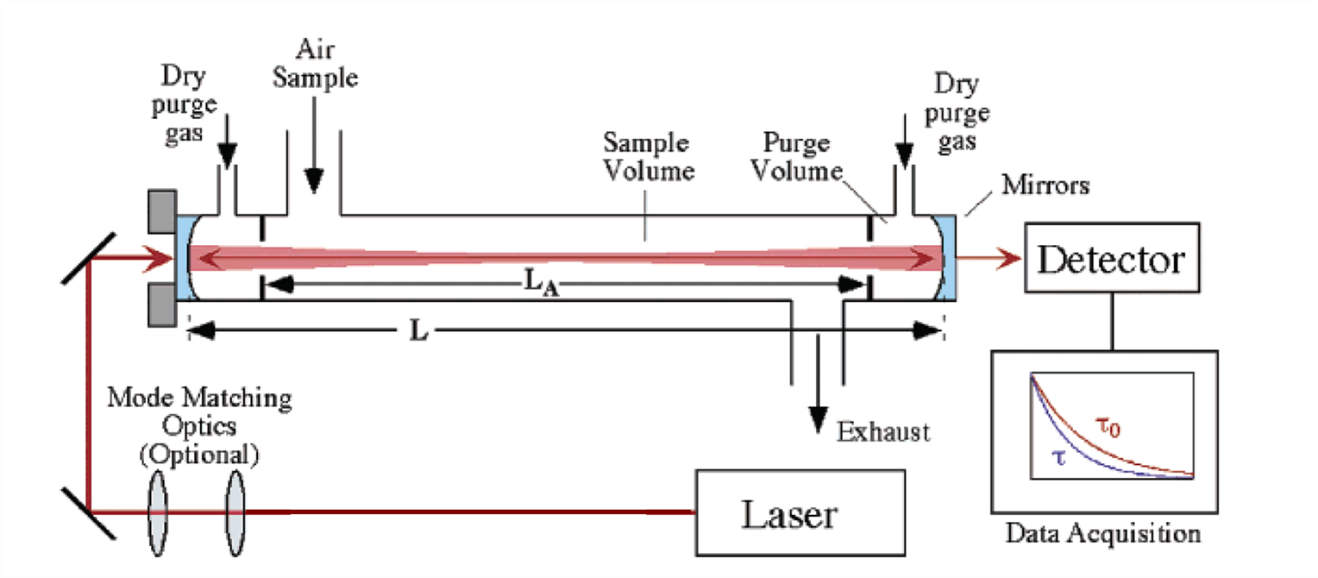 Air
Sample
Dry
purge
gas
Sample
Volume
Purge
Volume
Dry
purge
gas
Mirrors
Detector
L_A
L
Mode Matching
Optics
(Optional)
Exhaust
τ₀
τ
Laser
Data Acquisition